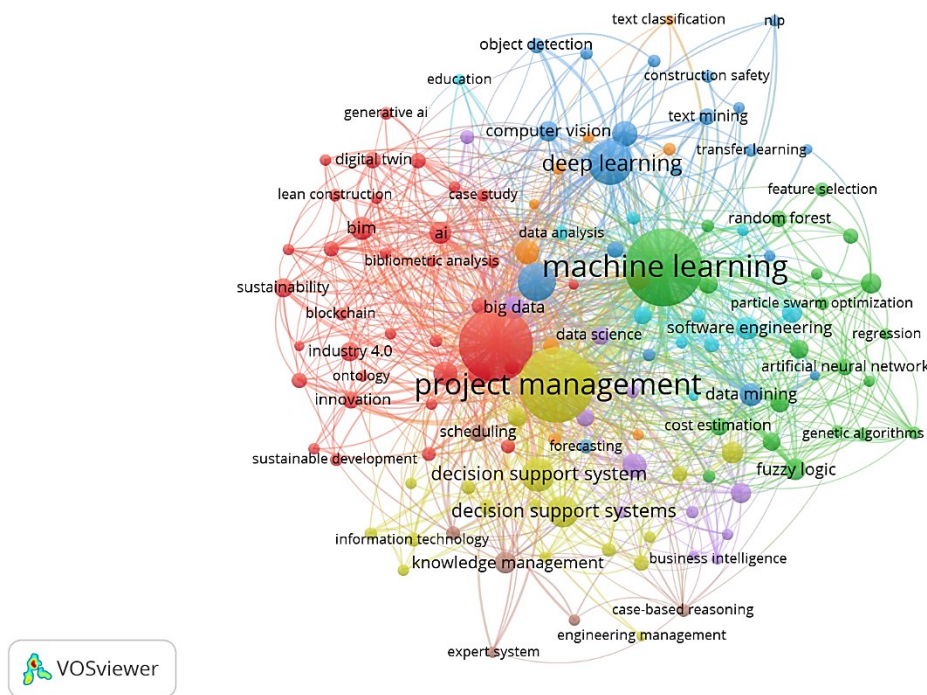 text classification
nlp
object detection
construction safety
education
generative ai
text mining
computer vision
deep learning
transfer learning
digital twin
feature selection
lean construction
case study
random forest
bim
ai
data analysis
bibliometric analysis
machine learning
sustainability
big data
particle swarm optimization
blockchain
data science
software engineering
regression
industry 4.0
ontology
artificial neural network
project management
innovation
data mining
scheduling
cost estimation
genetic algorithms
forecasting
sustainable development
decision support system
fuzzy logic
decision support systems
information technology
knowledge management
business intelligence
case-based reasoning
engineering management
expert system
VOSviewer